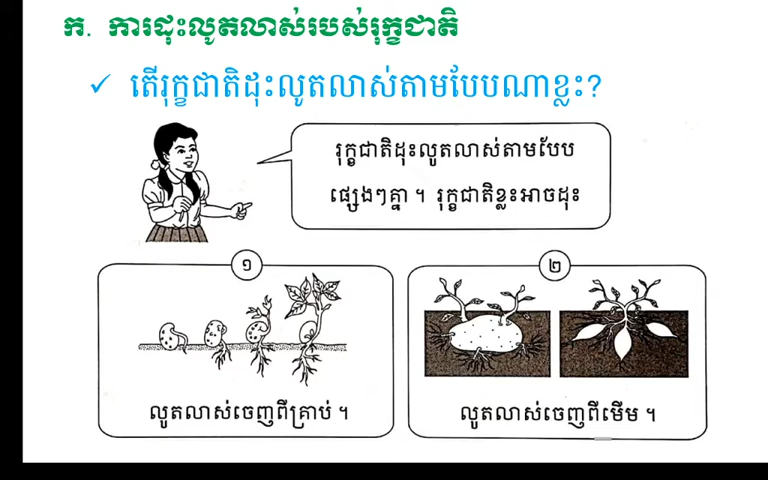 ក. ការដុះលូតលាស់របស់រុក្ខជាតិ
✓ តើរុក្ខជាតិដុះលូតលាស់តាមបែបណាខ្លះ?
រុក្ខជាតិដុះលូតលាស់តាមបែប
ផ្សេងៗគ្នា ។ រុក្ខជាតិខ្លះអាចដុះ
១
លូតលាស់ចេញពីគ្រាប់ ។
២
លូតលាស់ចេញពីមើម ។